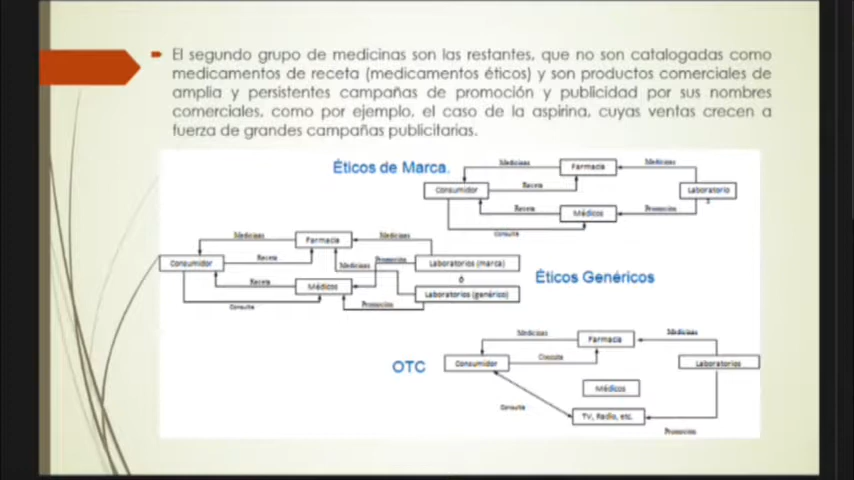 El segundo grupo de medicinas son las restantes, que no son catalogadas como
medicamentos de receta (medicamentos éticos) y son productos comerciales de
amplia y persistentes campañas de promoción y publicidad por sus nombres
comerciales, como por ejemplo, el caso de la aspirina, cuyas ventas crecen a
fuerza de grandes campañas publicitarias.
Éticos de Marca.
Medicinas
Farmacia
Medicinas
Consumidor
Receta
Laboratorio
s
Receta
Médicos
Promoción
Consulta
Medicinas
Farmacia
Medicinas
Consumidor
Receta
Medicinas
Promoción
Laboratorios (marca)
ó
Éticos Genéricos
Receta
Médicos
Laboratorios (genérico)
Consulta
Promoción
OTC
Medicinas
Farmacia
Medicinas
Consumidor
Consulta
Laboratorios
Médicos
Consulta
TV, Radio, etc.
Promoción